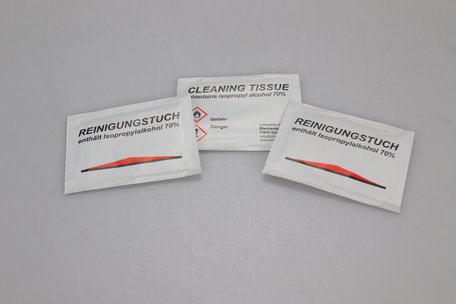 REINIGUNGSTUCH
enthält Isopropylalkohol 70%
CLEANING TISSUE
contains isopropyl alcohol 70%
Gefahr
Danger
REINIGUNGSTUCH
enthält Isopropylalkohol 70%